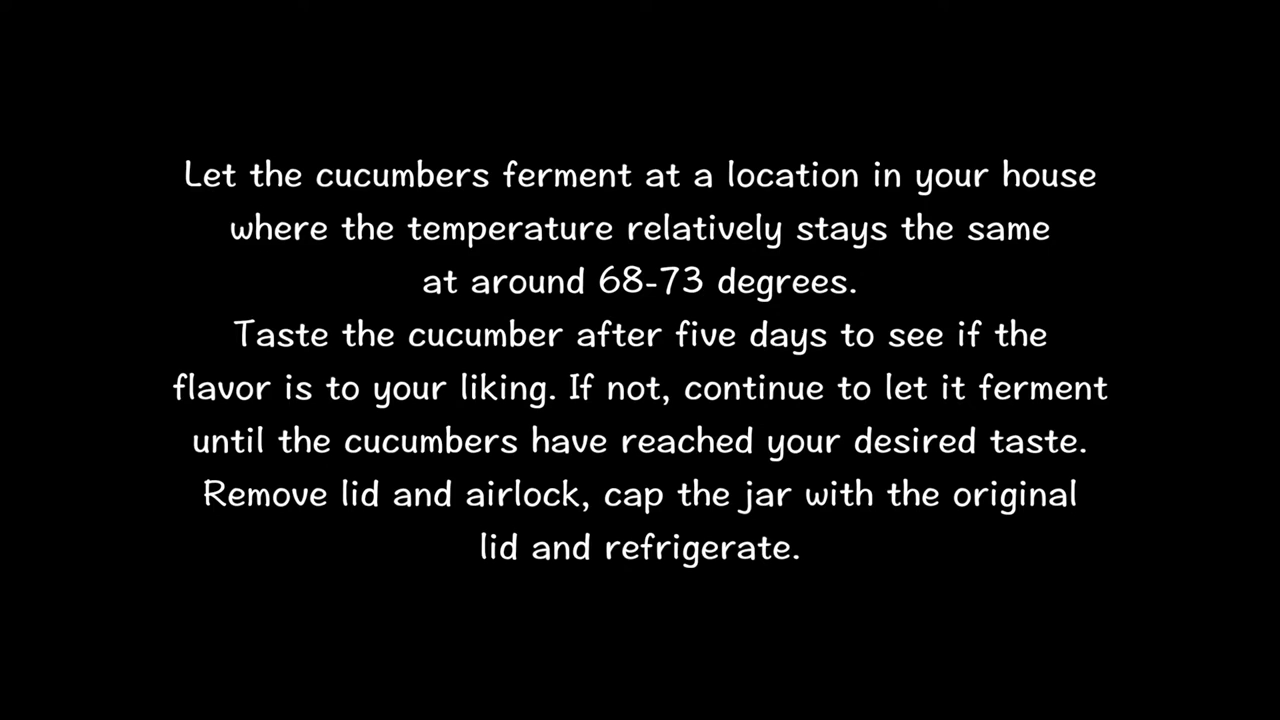 Let the cucumbers ferment at a location in your house
where the temperature relatively stays the same
at around 68-73 degrees.
Taste the cucumber after five days to see if the
flavor is to your liking. If not, continue to let it ferment
until the cucumbers have reached your desired taste.
Remove lid and airlock, cap the jar with the original
lid and refrigerate.